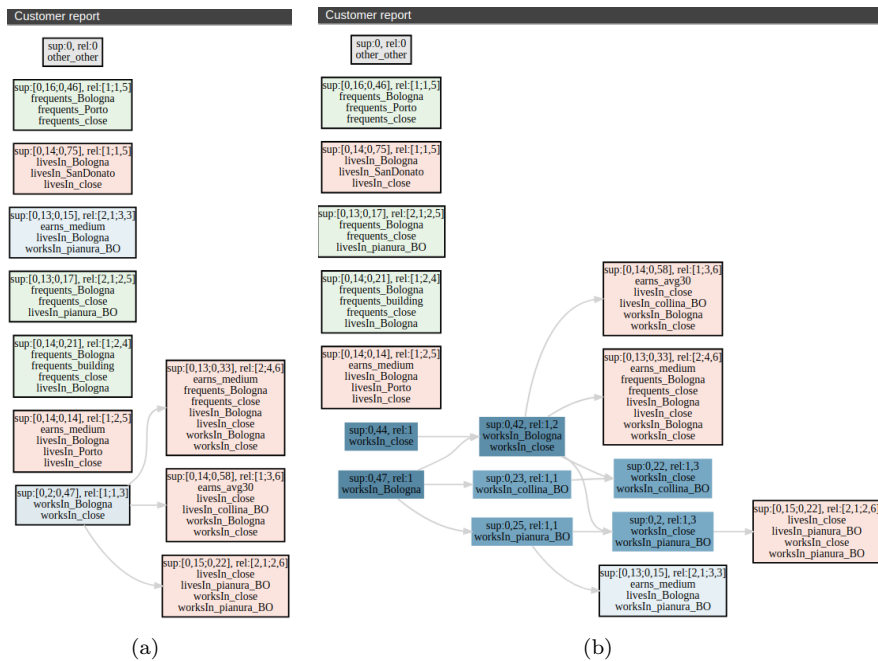 Customer report
sup:0, rel:0
other_other
sup:[0,16;0,46], rel:[1;1,5]
frequents_Bologna
frequents_Porto
frequents_close
sup:[0,14;0,75], rel:[1;1,5]
livesIn_Bologna
livesIn_SanDonato
livesIn_close
sup:[0,13;0,15], rel:[2,1;3,3]
earns_medium
livesIn_Bologna
worksIn_pianura_BO
sup:[0,13;0,17], rel:[2,1;2,5]
frequents_Bologna
frequents_close
livesIn_pianura_BO
sup:[0,14;0,21], rel:[1;2,4]
frequents_Bologna
frequents_building
frequents_close
livesIn_Bologna
sup:[0,14;0,14], rel:[1;2,5]
earns_medium
livesIn_Bologna
livesIn_Porto
livesIn_close
sup:[0,2;0,47], rel:[1;1,3]
worksIn_Bologna
worksIn_close
sup:[0,13;0,33], rel:[2;4,6]
earns_medium
frequents_Bologna
frequents_close
livesIn_Bologna
livesIn_close
worksIn_Bologna
worksIn_close
sup:[0,14;0,58], rel:[1;3,6]
earns_avg30
livesIn_close
livesIn_collina_BO
worksIn_Bologna
worksIn_close
sup:[0,15;0,22], rel:[2,1;2,6]
livesIn_close
livesIn_pianura_BO
worksIn_close
worksIn_pianura_BO
(a)
Customer report
sup:0, rel:0
other_other
sup:[0,16;0,46], rel:[1;1,5]
frequents_Bologna
frequents_Porto
frequents_close
sup:[0,14;0,75], rel:[1;1,5]
livesIn_Bologna
livesIn_SanDonato
livesIn_close
sup:[0,13;0,17], rel:[2,1;2,5]
frequents_Bologna
frequents_close
livesIn_pianura_BO
sup:[0,14;0,21], rel:[1;2,4]
frequents_Bologna
frequents_building
frequents_close
livesIn_Bologna
sup:[0,14;0,14], rel:[1;2,5]
earns_medium
livesIn_Bologna
livesIn_Porto
livesIn_close
sup:0,44, rel:1
worksIn_close
sup:0,47, rel:1
worksIn_Bologna
sup:0,42, rel:1,2
worksIn_Bologna
worksIn_close
sup:0,23, rel:1,1
worksIn_collina_BO
sup:0,25, rel:1,1
worksIn_pianura_BO
sup:[0,14;0,58], rel:[1;3,6]
earns_avg30
livesIn_close
livesIn_collina_BO
worksIn_Bologna
worksIn_close
sup:[0,13;0,33], rel:[2;4,6]
earns_medium
frequents_Bologna
frequents_close
livesIn_Bologna
livesIn_close
worksIn_Bologna
worksIn_close
sup:0,22, rel:1,3
worksIn_close
worksIn_collina_BO
sup:0,2, rel:1,3
worksIn_close
worksIn_pianura_BO
sup:[0,13;0,15], rel:[2,1;3,3]
earns_medium
livesIn_Bologna
worksIn_pianura_BO
sup:[0,15;0,22], rel:[2,1;2,6]
livesIn_close
livesIn_pianura_BO
worksIn_close
worksIn_pianura_BO
(b)